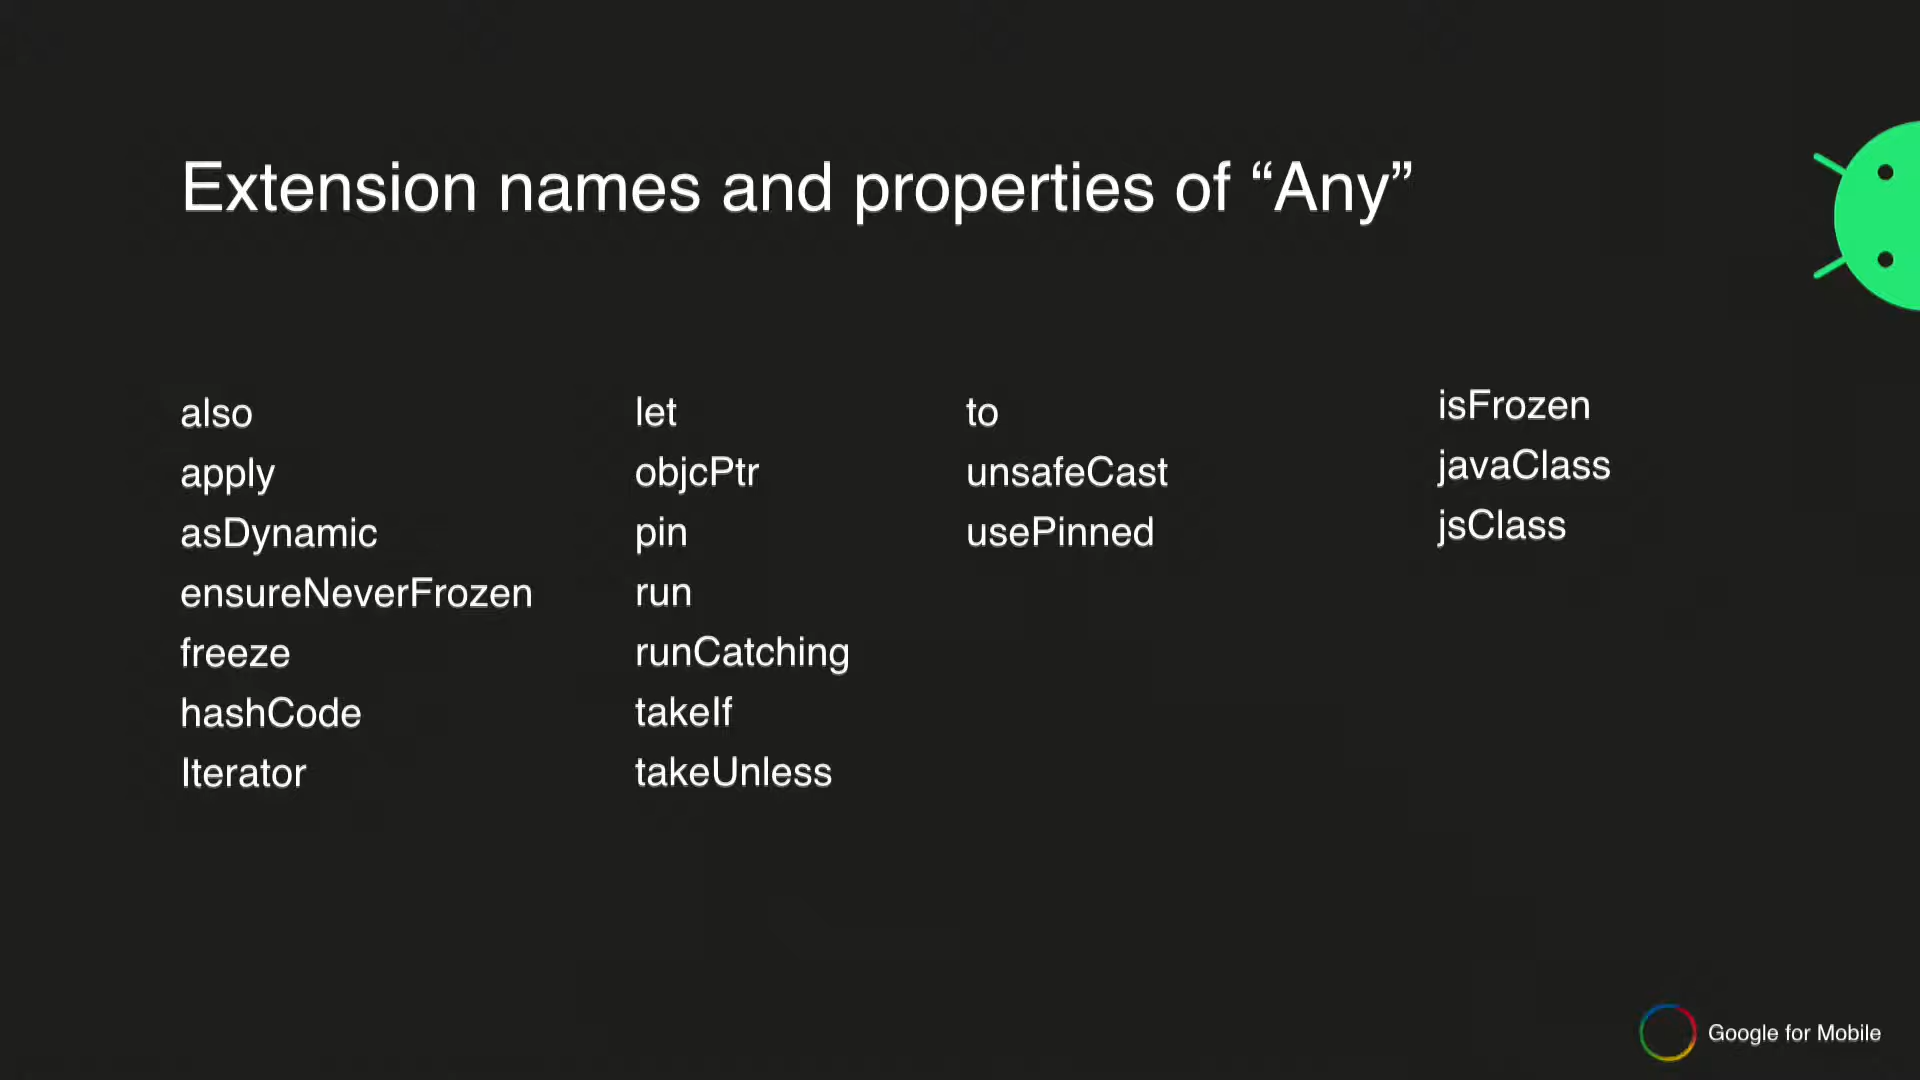 Extension names and properties of “Any”
also
apply
asDynamic
ensureNeverFrozen
freeze
hashCode
Iterator
let
objcPtr
pin
run
runCatching
takeIf
takeUnless
to
unsafeCast
usePinned
isFrozen
javaClass
jsClass
Google for Mobile